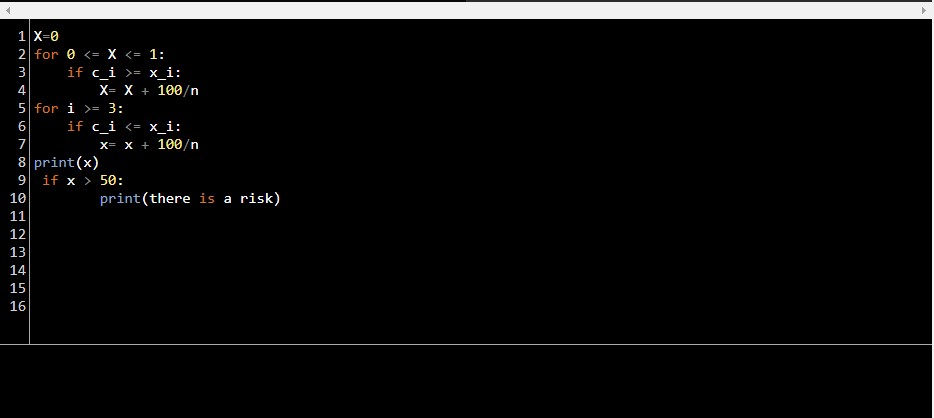 1 X=0
2 for 0 <= X <= 1:
3     if c_i >= x_i:
4         X= X + 100/n
5 for i >= 3:
6     if c_i <= x_i:
7         x= x + 100/n
8 print(x)
9  if x > 50:
10         print(there is a risk)
11
12
13
14
15
16